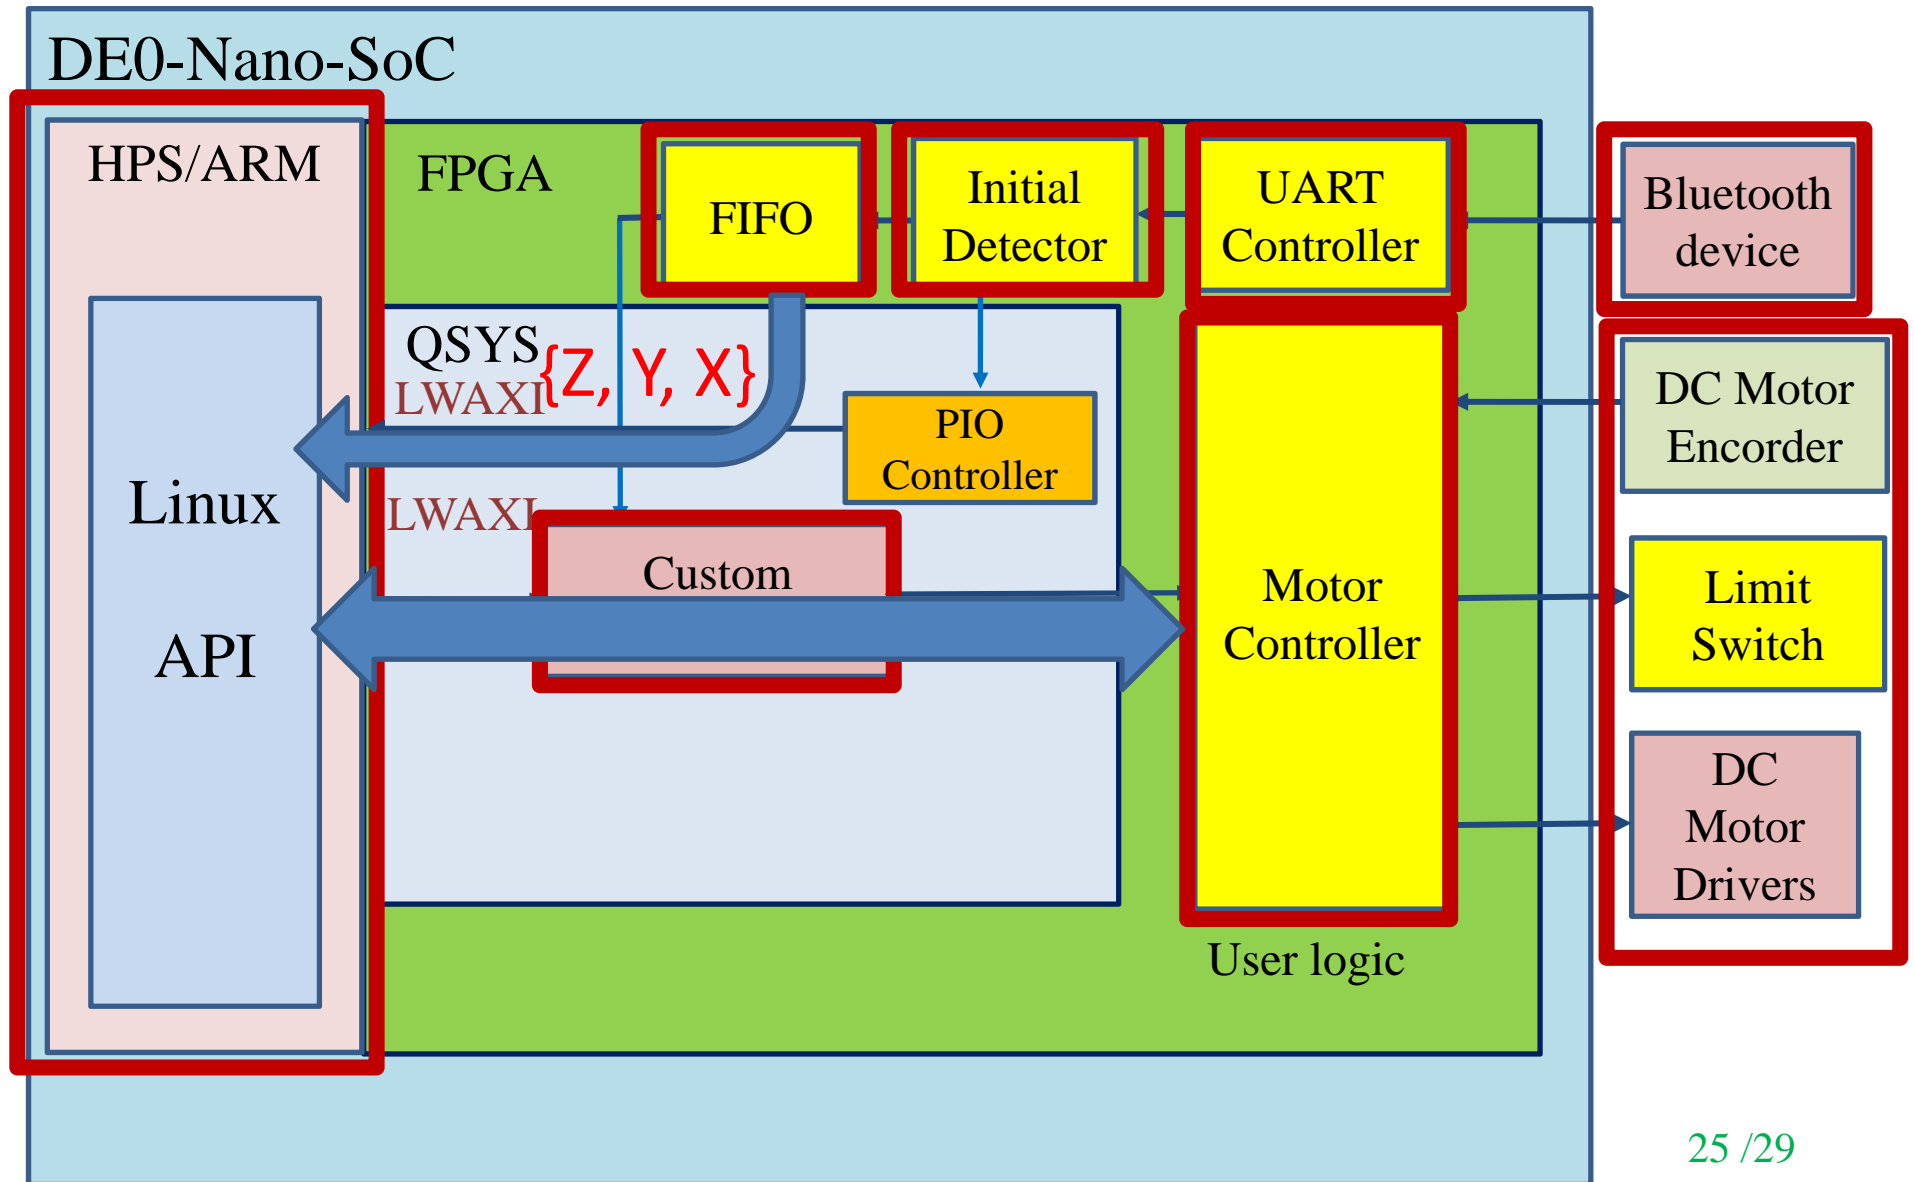 DE0-Nano-SoC
HPS/ARM
FPGA
FIFO
Initial
Detector
UART
Controller
Bluetooth
device
QSYS
{Z, Y, X}
LWAXI
PIO
Controller
DC Motor
Encorder
Linux
API
LWAXI
Custom
Motor
Controller
Limit
Switch
DC
Motor
Drivers
User logic
25 /29